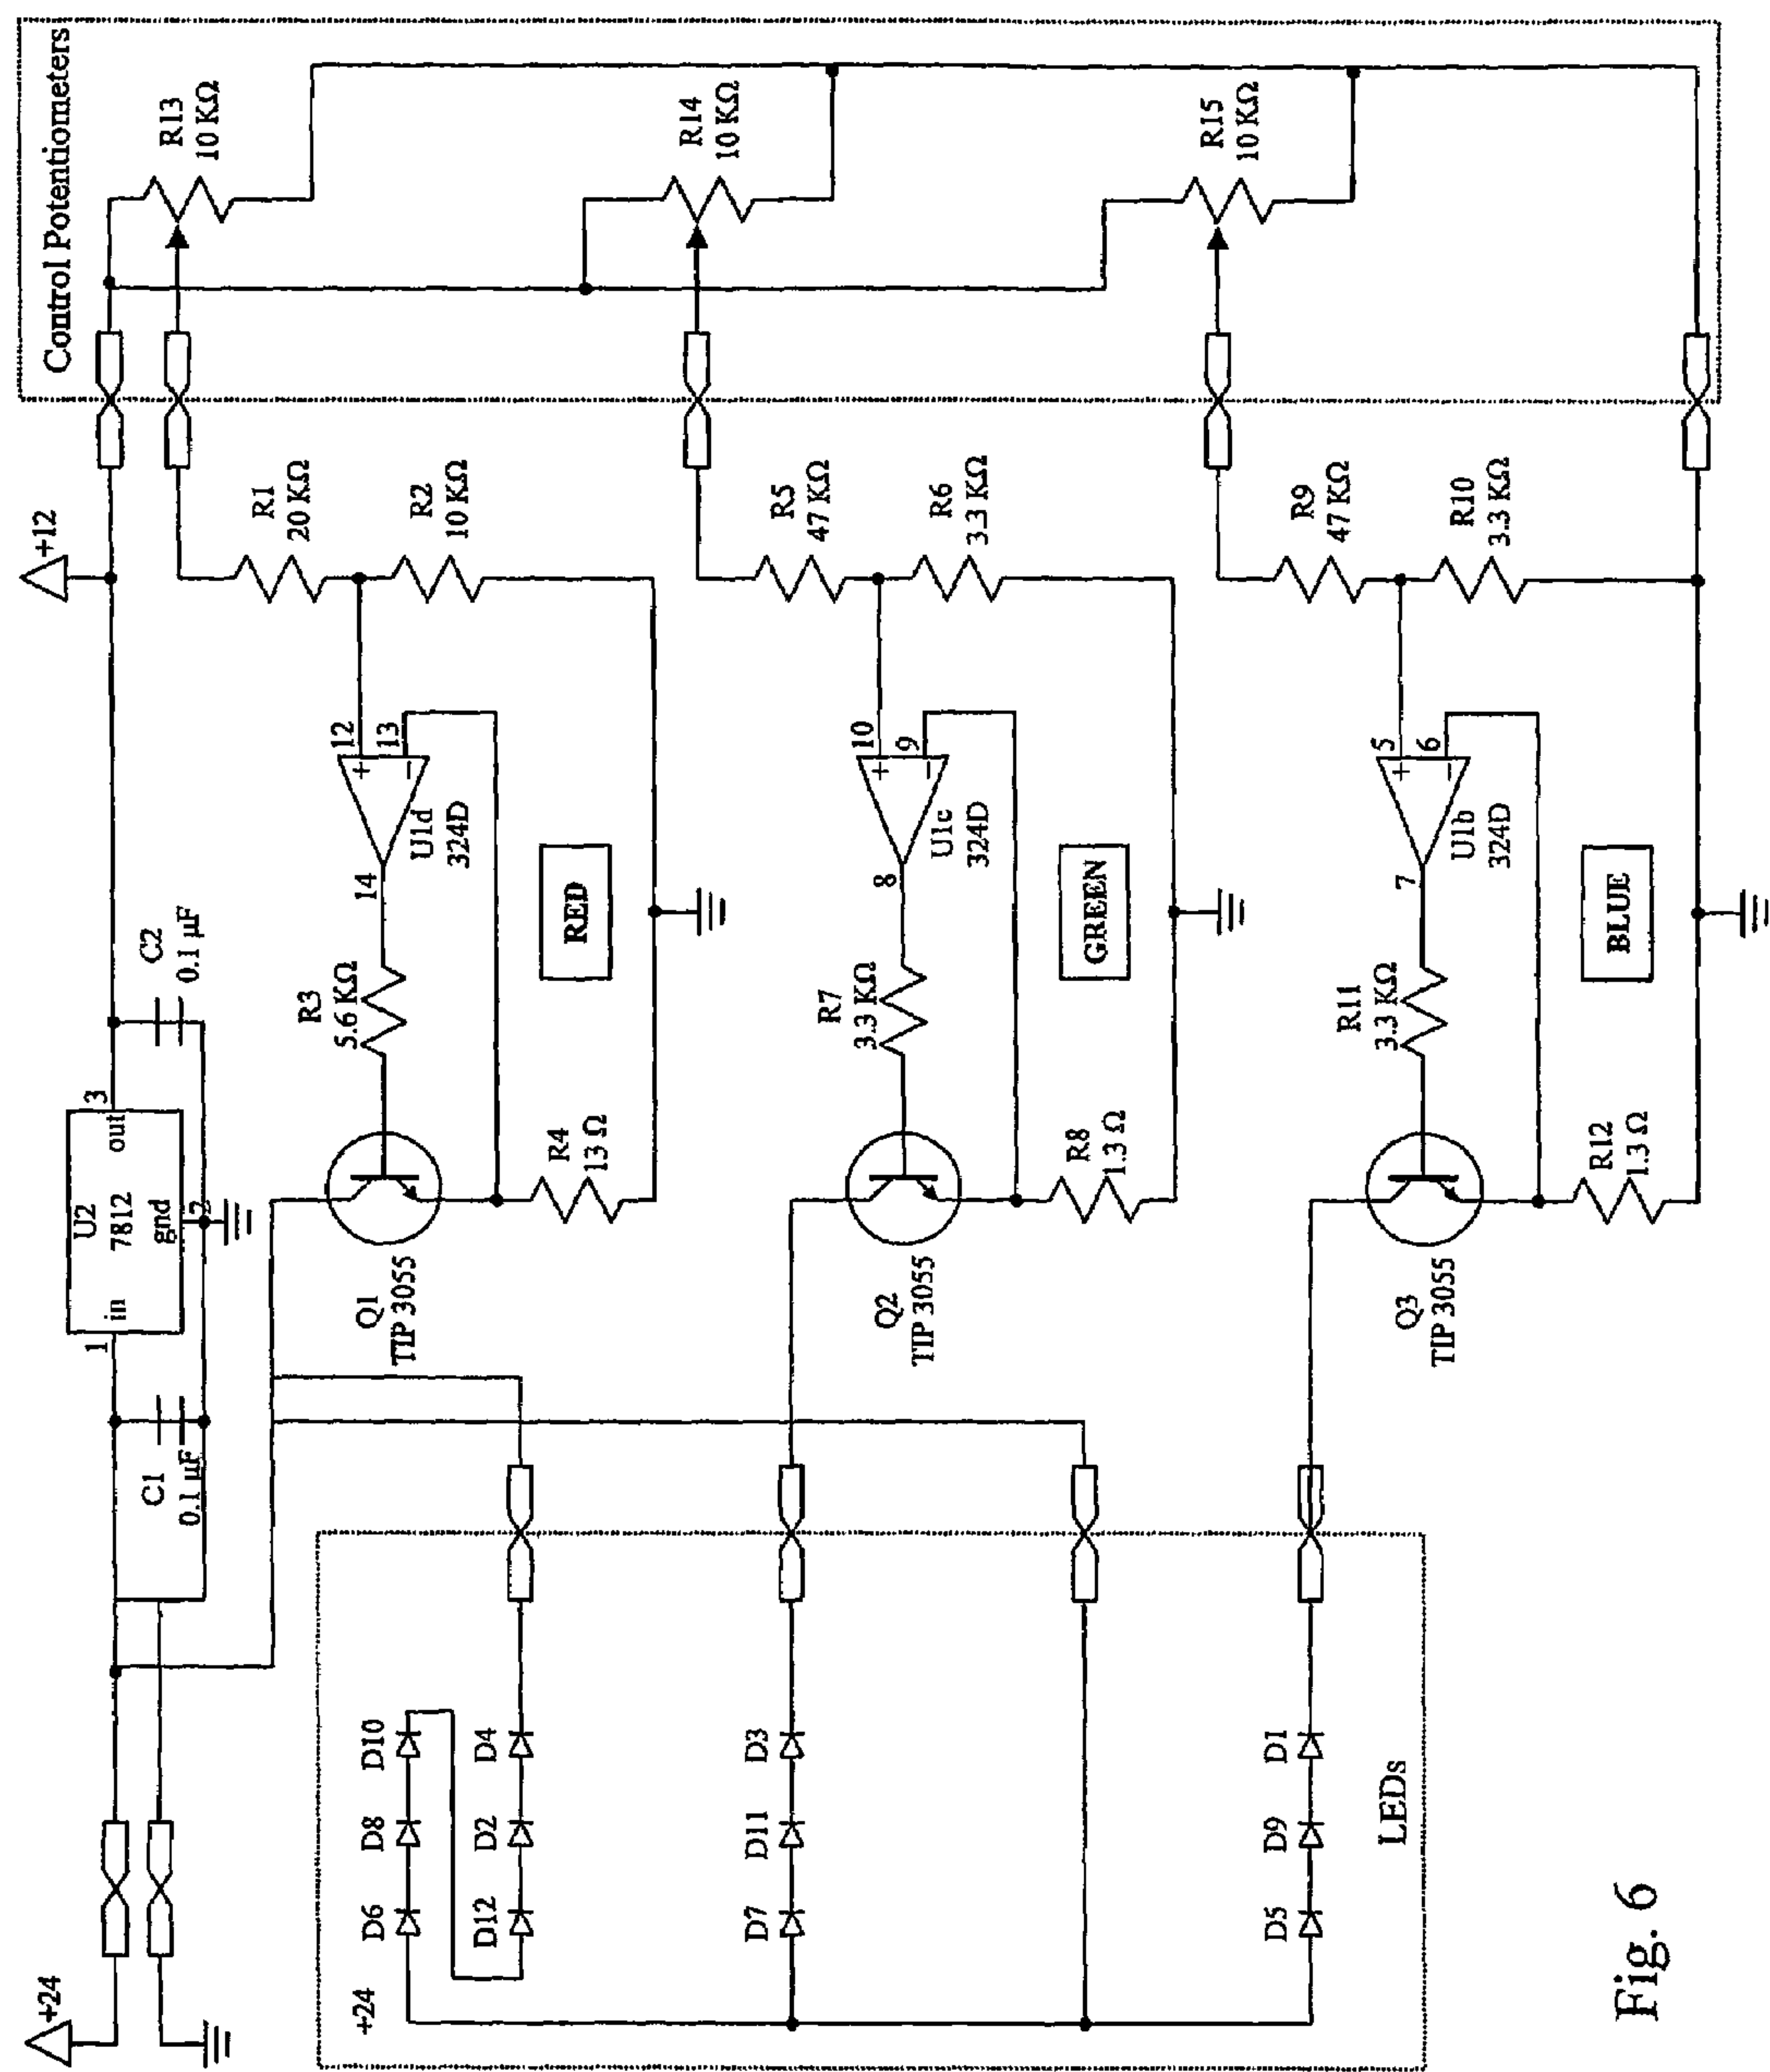 +24
C1
0.1 µF
1
in
U2
7812
gnd
out
3
2
C2
0.1 µF
+12
Control Potentiometers
R13
10 KΩ
R14
10 KΩ
R15
10 KΩ
R1
20 KΩ
R2
10 KΩ
R5
47 KΩ
R6
3.3 KΩ
R9
47 KΩ
R10
3.3 KΩ
Q1
TIP 3055
R3
5.6 KΩ
14
+
−
12
13
U1d
324D
R4
13 Ω
RED
Q2
TIP 3055
R7
3.3 KΩ
8
+
−
10
9
U1c
324D
R8
1.3 Ω
GREEN
Q3
TIP 3055
R11
3.3 KΩ
7
+
−
5
6
U1b
324D
R12
1.3 Ω
BLUE
+24
D6
D8
D10
D12
D2
D4
D7
D11
D3
D5
D9
D1
LEDs
Fig. 6